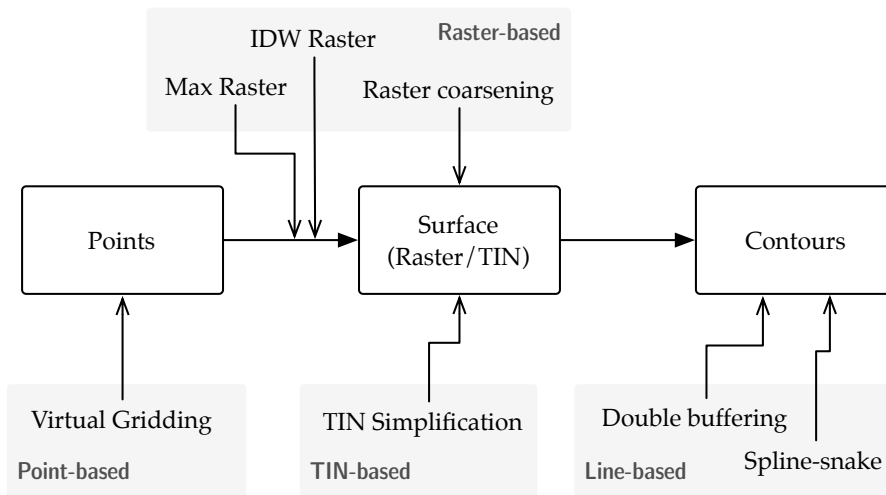 IDW Raster
Raster-based
Max Raster
Raster coarsening
Points
Surface
(Raster/TIN)
Contours
Virtual Gridding
Point-based
TIN Simplification
TIN-based
Double buffering
Spline-snake
Line-based